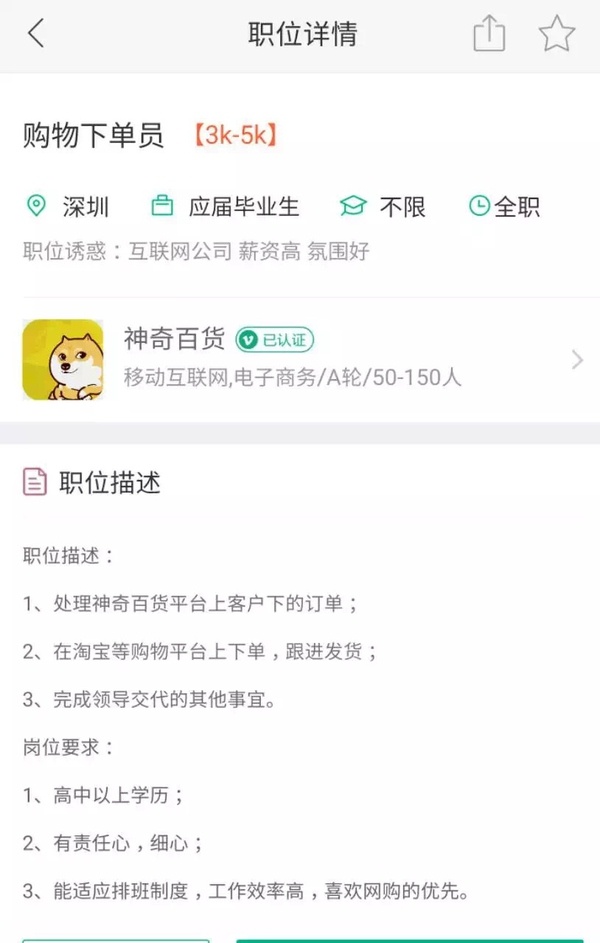 职位详情
购物下单员 【3k-5k】
深圳 应届毕业生 不限 全职
职位诱惑：互联网公司 薪资高 氛围好
神奇百货 已认证
移动互联网,电子商务/A轮/50-150人
职位描述
职位描述：
1、处理神奇百货平台上客户下的订单；
2、在淘宝等购物平台上下单，跟进发货；
3、完成领导交代的其他事宜。
岗位要求：
1、高中以上学历；
2、有责任心，细心；
3、能适应排班制度，工作效率高，喜欢网购的优先。